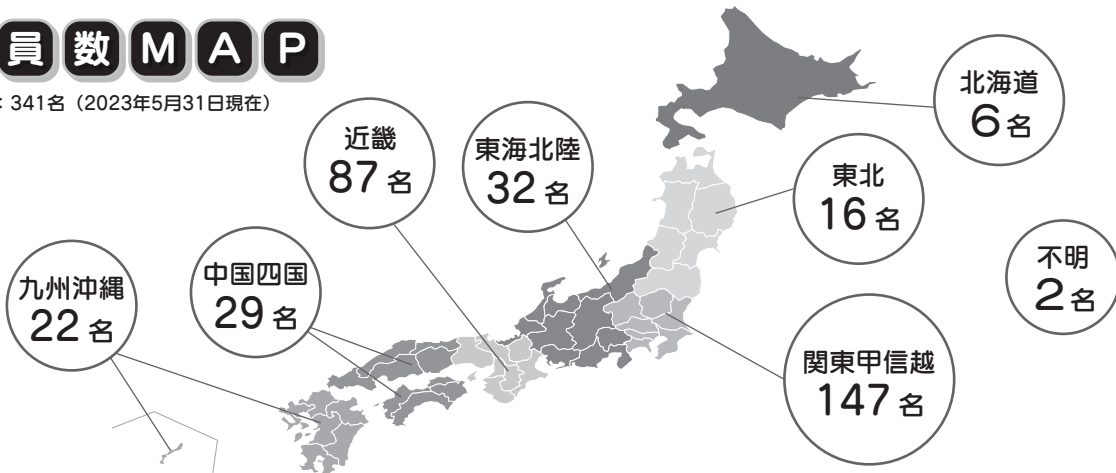 員数MAP
：341名（2023年5月31日現在）
北海道
6名
近畿
87名
東海北陸
32名
東北
16名
不明
2名
中国四国
29名
九州沖縄
22名
関東甲信越
147名